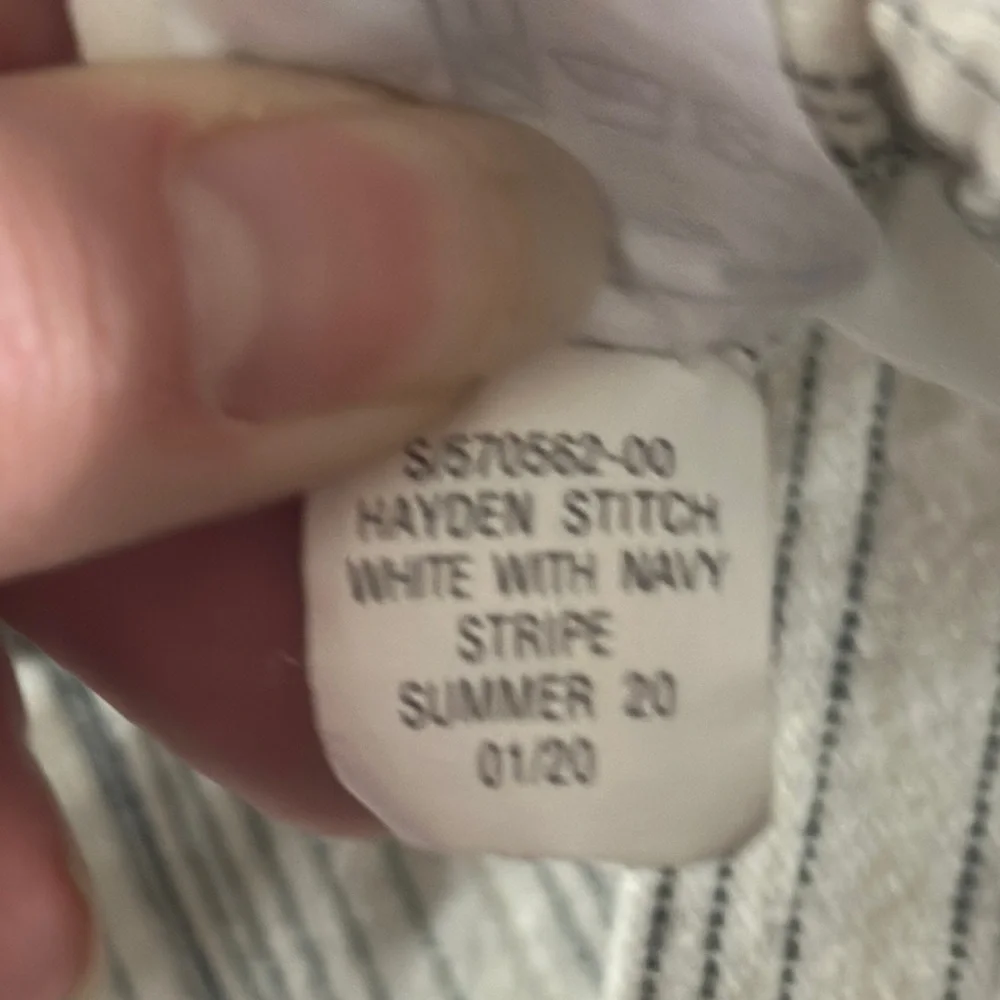 S/570562-00
HAYDEN STITCH
WHITE WITH NAVY
STRIPE
SUMMER 20
01/20